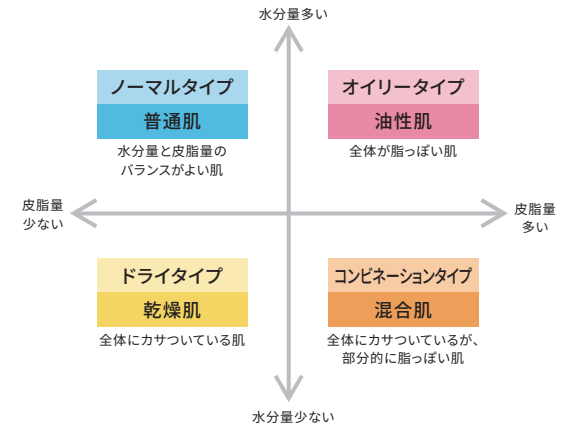 水分量多い
ノーマルタイプ
普通肌
水分量と皮脂量の
バランスがよい肌
オイリータイプ
油性肌
全体が脂っぽい肌
皮脂量
少ない
皮脂量
多い
ドライタイプ
乾燥肌
全体にカサついている肌
コンビネーションタイプ
混合肌
全体にカサついているが、
部分的に脂っぽい肌
水分量少ない